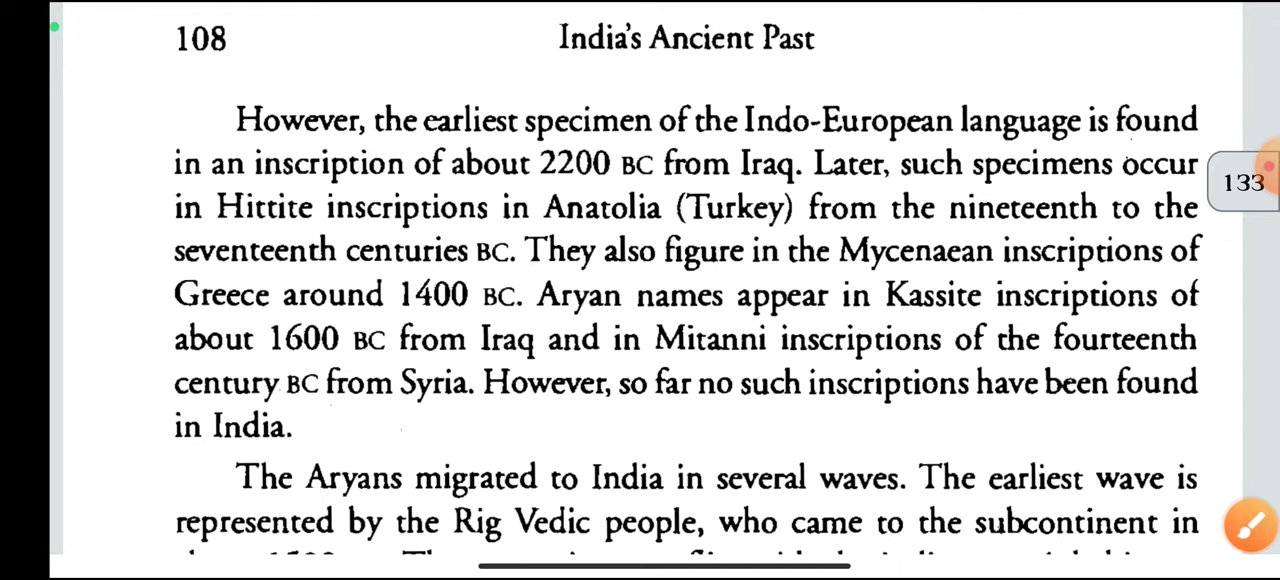 108 India's Ancient Past
However, the earliest specimen of the Indo-European language is found
in an inscription of about 2200 BC from Iraq. Later, such specimens occur
in Hittite inscriptions in Anatolia (Turkey) from the nineteenth to the
seventeenth centuries BC. They also figure in the Mycenaean inscriptions of
Greece around 1400 BC. Aryan names appear in Kassite inscriptions of
about 1600 BC from Iraq and in Mitanni inscriptions of the fourteenth
century BC from Syria. However, so far no such inscriptions have been found
in India.
The Aryans migrated to India in several waves. The earliest wave is
represented by the Rig Vedic people, who came to the subcontinent in
133